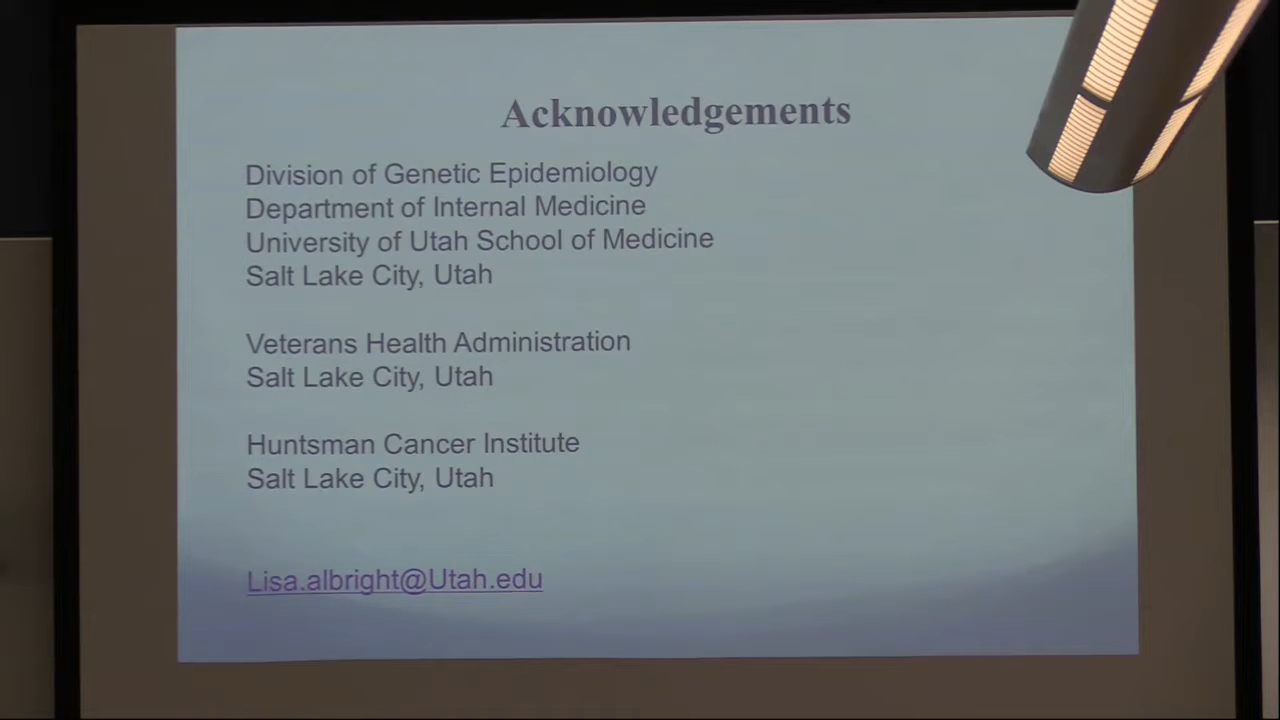 Acknowledgements
Division of Genetic Epidemiology
Department of Internal Medicine
University of Utah School of Medicine
Salt Lake City, Utah
Veterans Health Administration
Salt Lake City, Utah
Huntsman Cancer Institute
Salt Lake City, Utah
Lisa.albright@Utah.edu